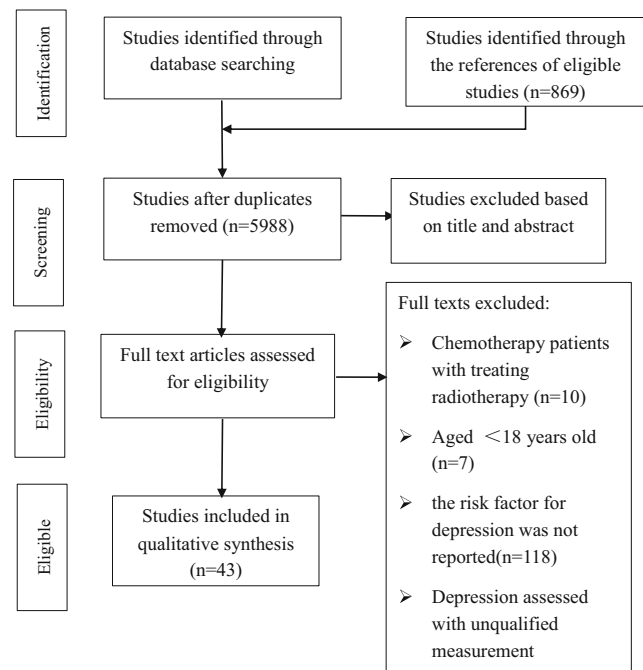 Identification
Studies identified through
database searching
Studies identified through
the references of eligible
studies (n=869)
Screening
Studies after duplicates
removed (n=5988)
Studies excluded based
on title and abstract
Eligibility
Full text articles assessed
for eligibility
Full texts excluded:
➢ Chemotherapy patients
with treating
radiotherapy (n=10)
➢ Aged <18 years old
(n=7)
➢ the risk factor for
depression was not
reported(n=118)
➢ Depression assessed
with unqualified
measurement
Eligible
Studies included in
qualitative synthesis
(n=43)